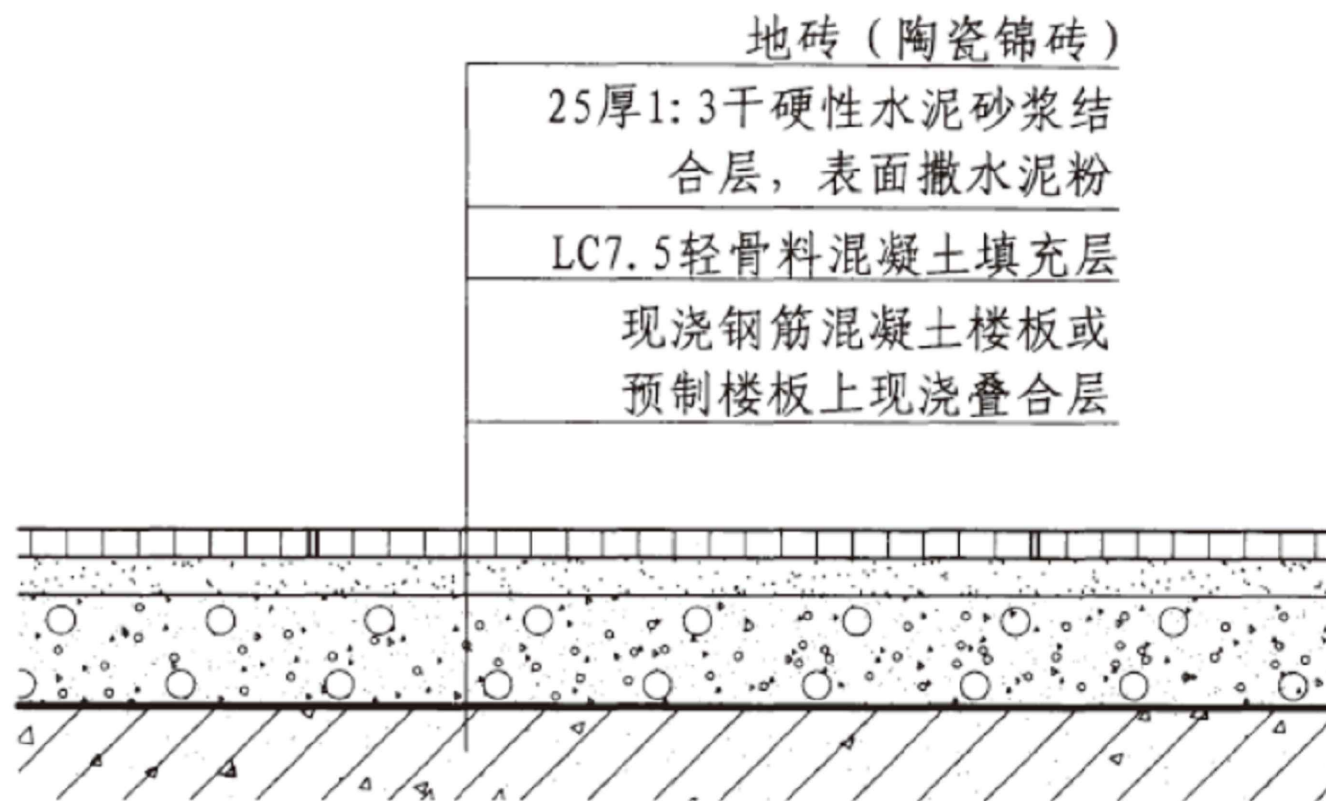 地砖（陶瓷锦砖）
25厚1:3干硬性水泥砂浆结
合层，表面撒水泥粉
LC7.5轻骨料混凝土填充层
现浇钢筋混凝土楼板或
预制楼板上现浇叠合层